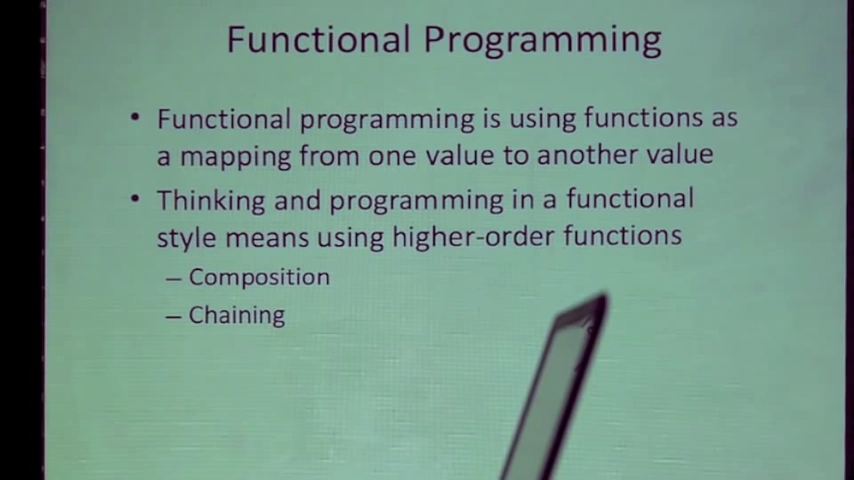 Functional Programming
• Functional programming is using functions as
a mapping from one value to another value
• Thinking and programming in a functional
style means using higher-order functions
– Composition
– Chaining